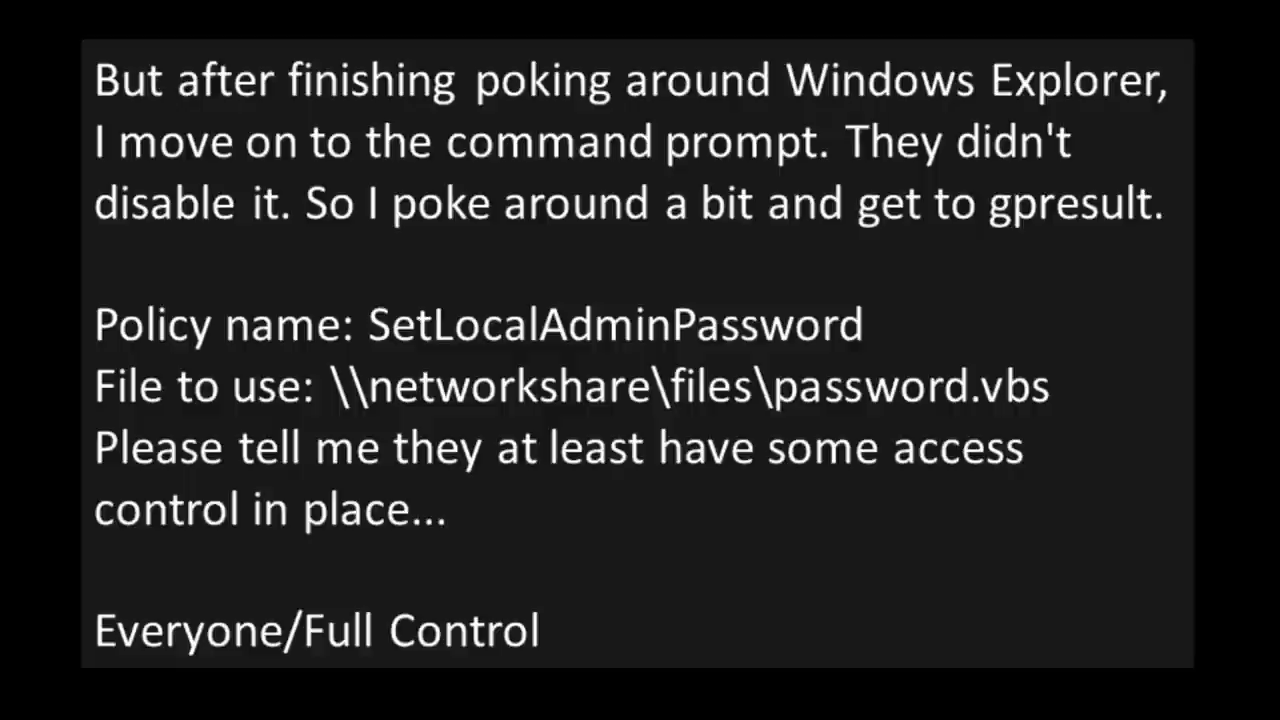 But after finishing poking around Windows Explorer,
I move on to the command prompt. They didn't
disable it. So I poke around a bit and get to gpresult.
Policy name: SetLocalAdminPassword
File to use: \\networkshare\files\password.vbs
Please tell me they at least have some access
control in place...
Everyone/Full Control